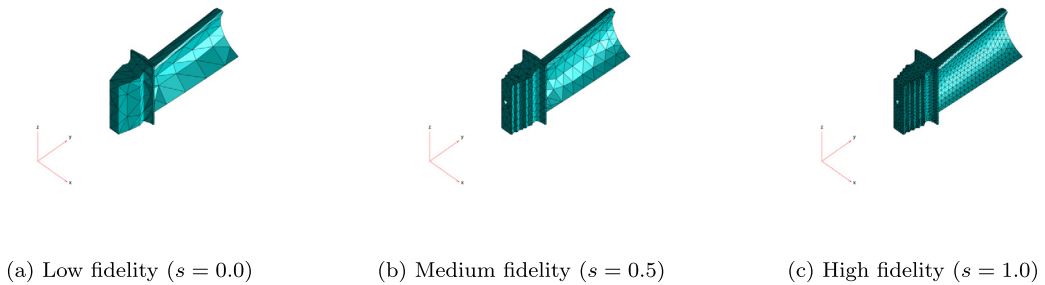 z
y
x
z
y
x
z
y
x
(a) Low fidelity (s = 0.0)
(b) Medium fidelity (s = 0.5)
(c) High fidelity (s = 1.0)